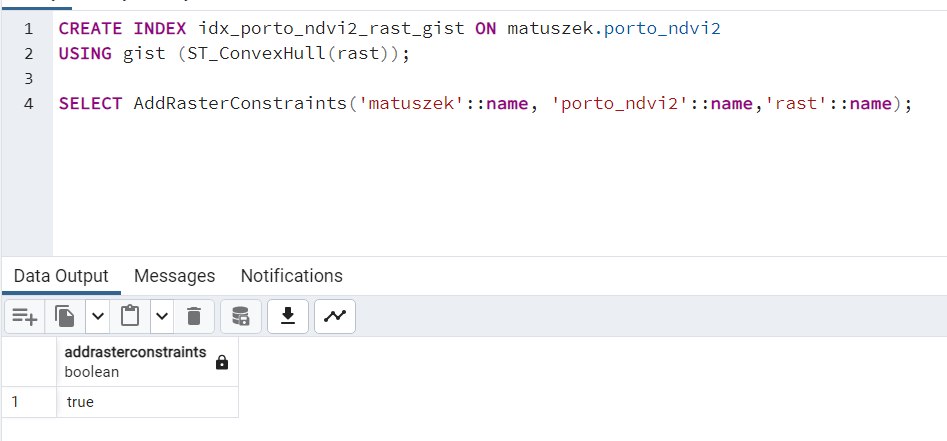 1 CREATE INDEX idx_porto_ndvi2_rast_gist ON matuszek.porto_ndvi2
2 USING gist (ST_ConvexHull(rast));
3
4 SELECT AddRasterConstraints('matuszek'::name, 'porto_ndvi2'::name,'rast'::name);
Data Output Messages Notifications
addrasterconstraints
boolean
1 true